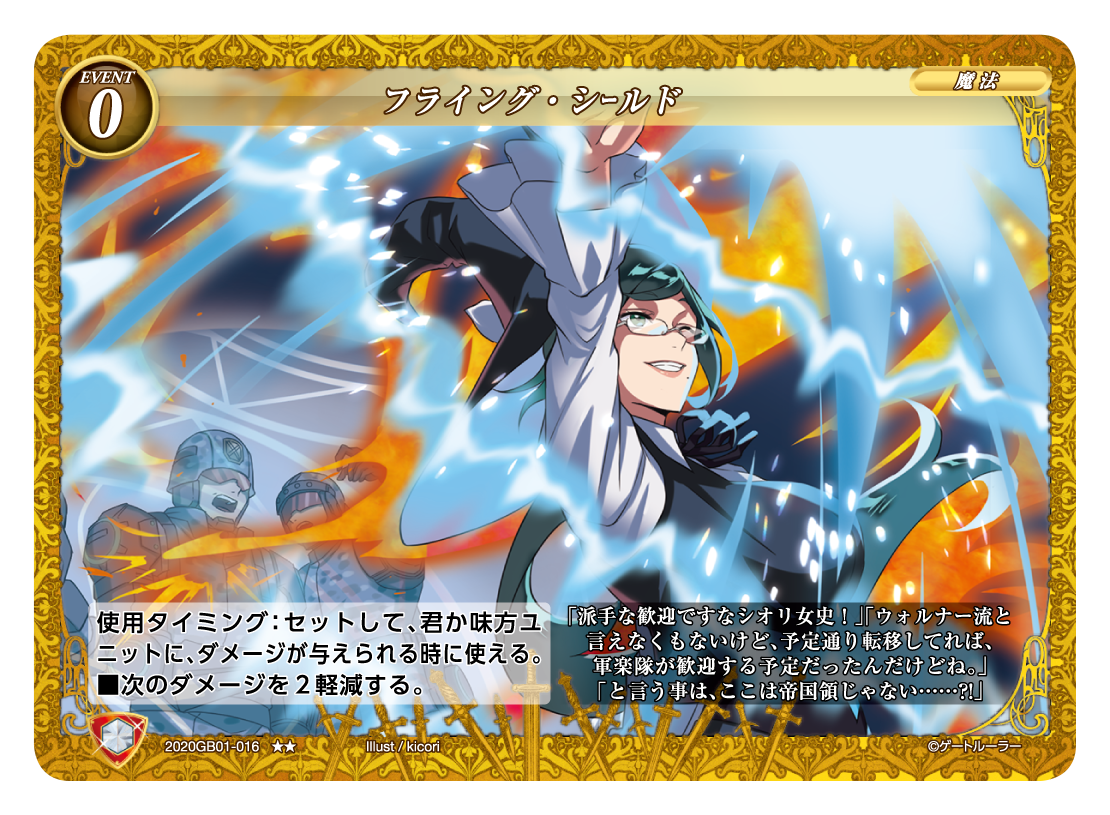 EVENT
0
フライング・シールド
魔法
使用タイミング:セットして、君か味方ユ
ニットに、ダメージが与えられる時に使える。
■次のダメージを2軽減する。
「派手な歓迎ですなシオリ女史!」「ウォルナー流と
言えなくもないけど、予定通り転移してれば、
軍楽隊が歓迎する予定だったんだけどね。」
「と言う事は、ここは帝国領じゃない……?!」
2020GB01-016 ★★ Illust / kicori
©ゲートルーラー